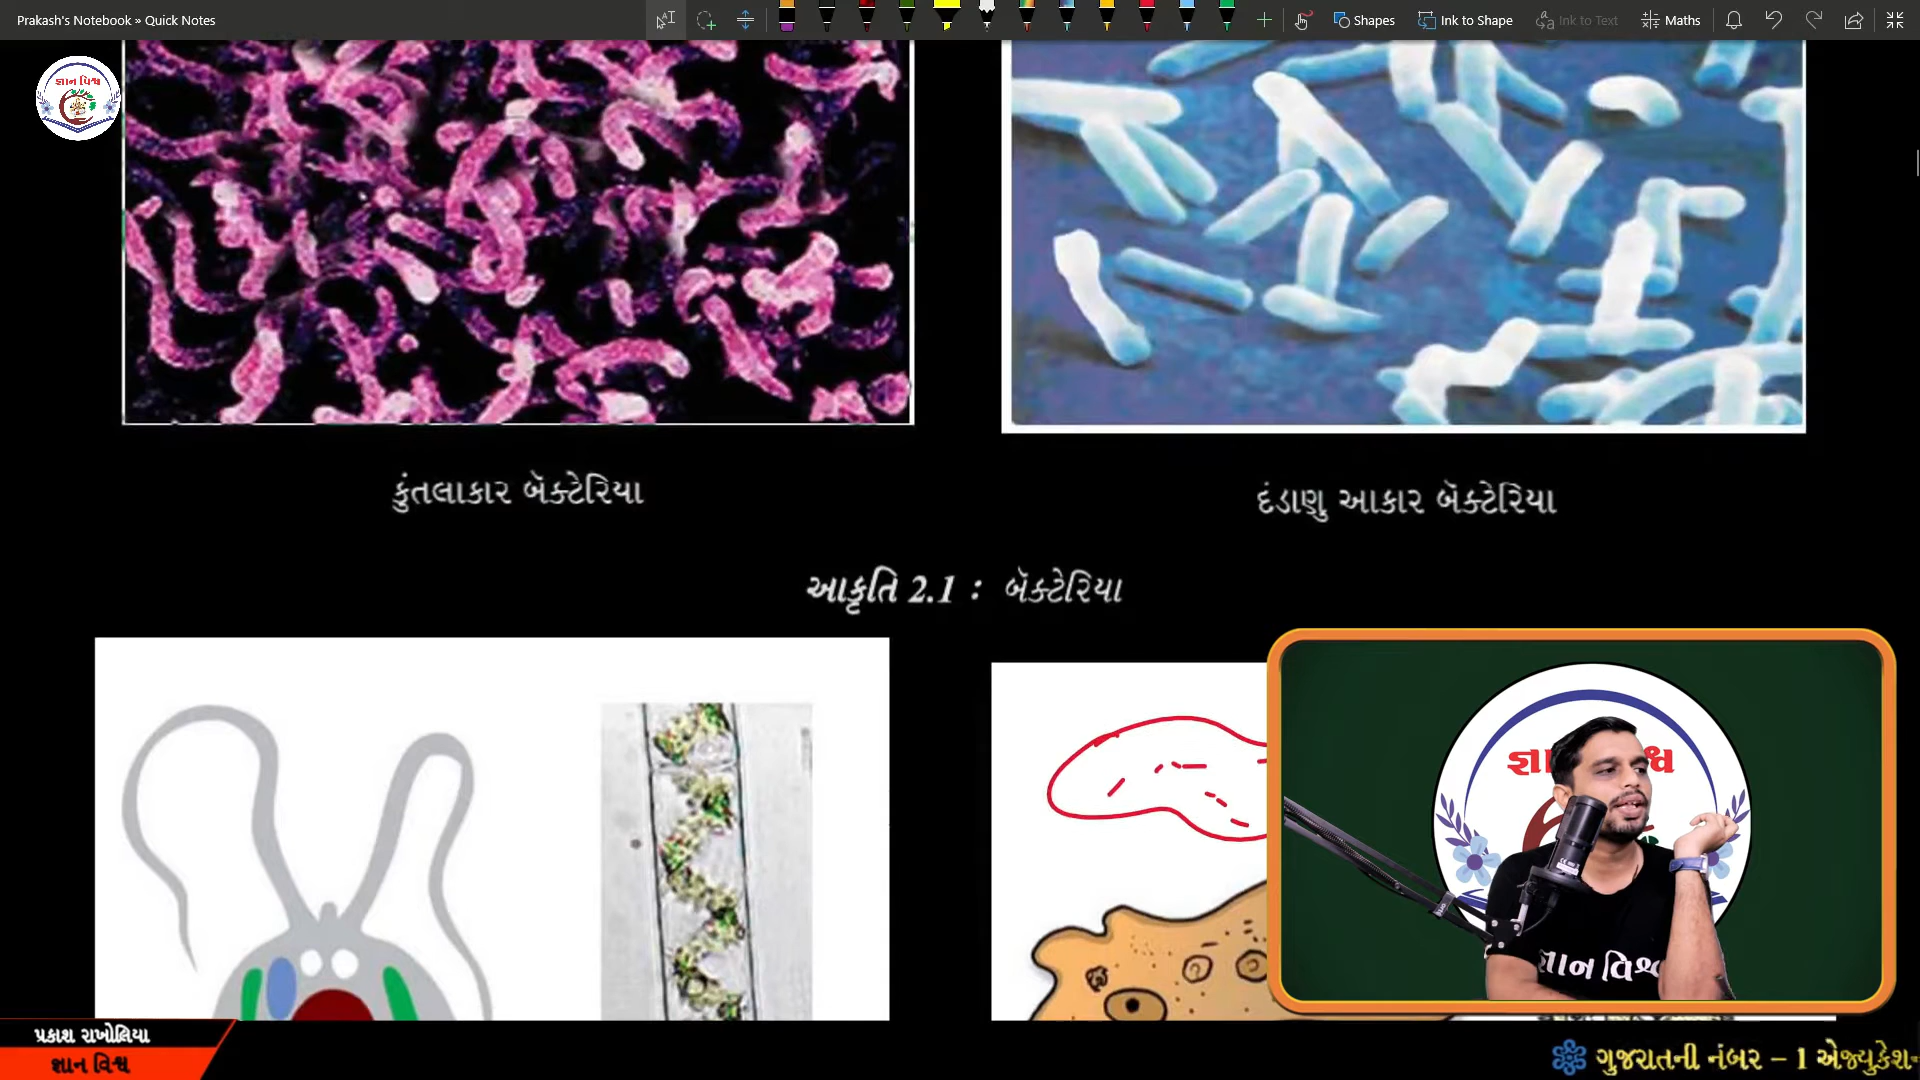 Prakash's Notebook » Quick Notes
Shapes
Ink to Shape
Ink to Text
Maths
જ્ઞાન વિશ્વ
કુંતલાકાર બૅક્ટેરિયા
દંડાણુ આકાર બૅક્ટેરિયા
આકૃતિ 2.1 : બૅક્ટેરિયા
જ્ઞાન વિશ્વ
પ્રકાશ રાખોલિયા
જ્ઞાન વિશ્વ
ગુજરાતની નંબર – 1 એજ્યુકેશ